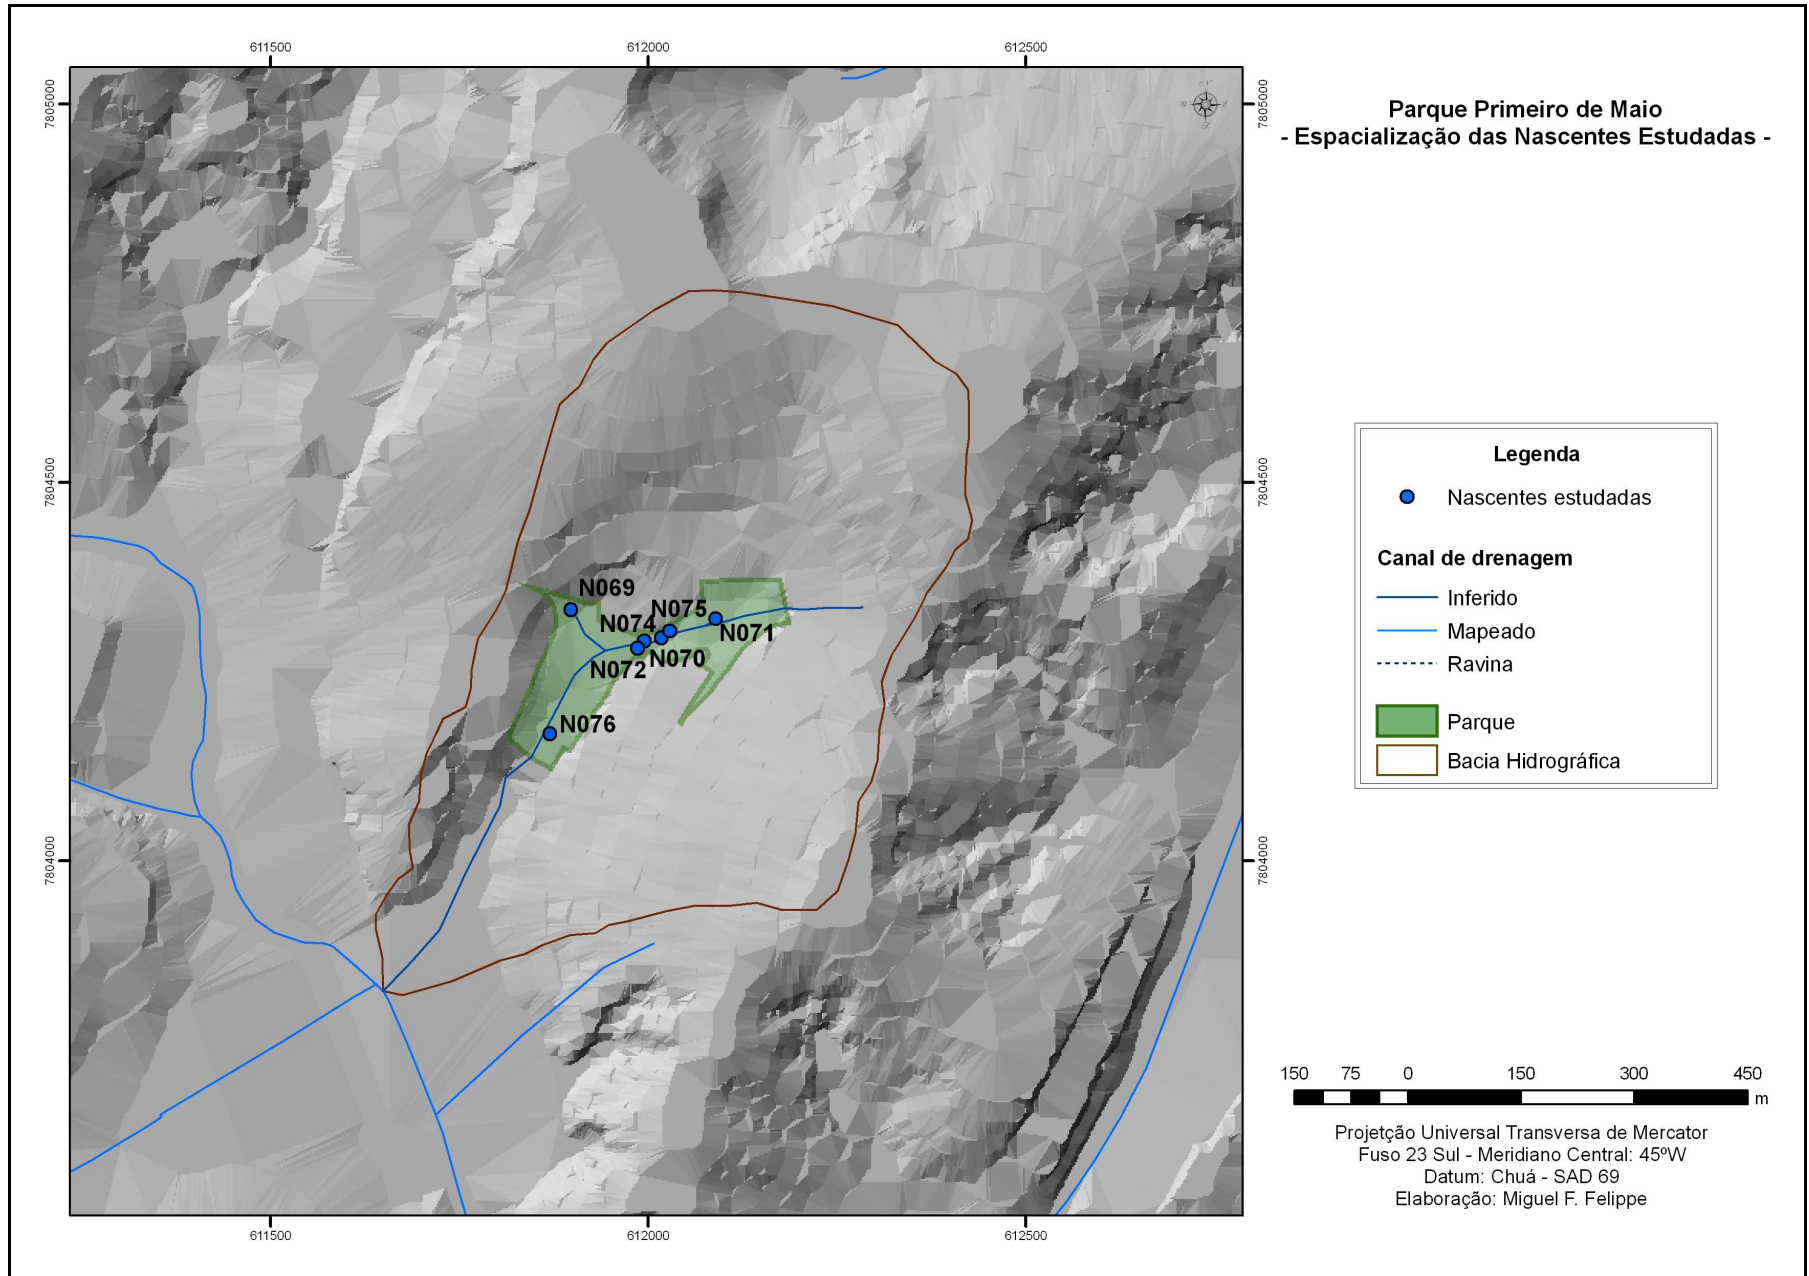 611500 612000 612500
7805000 7805000
Parque Primeiro de Maio
- Espacialização das Nascentes Estudadas -
7804500 7804500
Legenda
Nascentes estudadas
Canal de drenagem
Inferido
Mapeado
Ravina
Parque
Bacia Hidrográfica
N069
N075
N074
N071
N070
N072
N076
7804000 7804000
150 75 0 150 300 450
m
Projetção Universal Transversa de Mercator
Fuso 23 Sul - Meridiano Central: 45ºW
Datum: Chuá - SAD 69
Elaboração: Miguel F. Felippe
611500 612000 612500